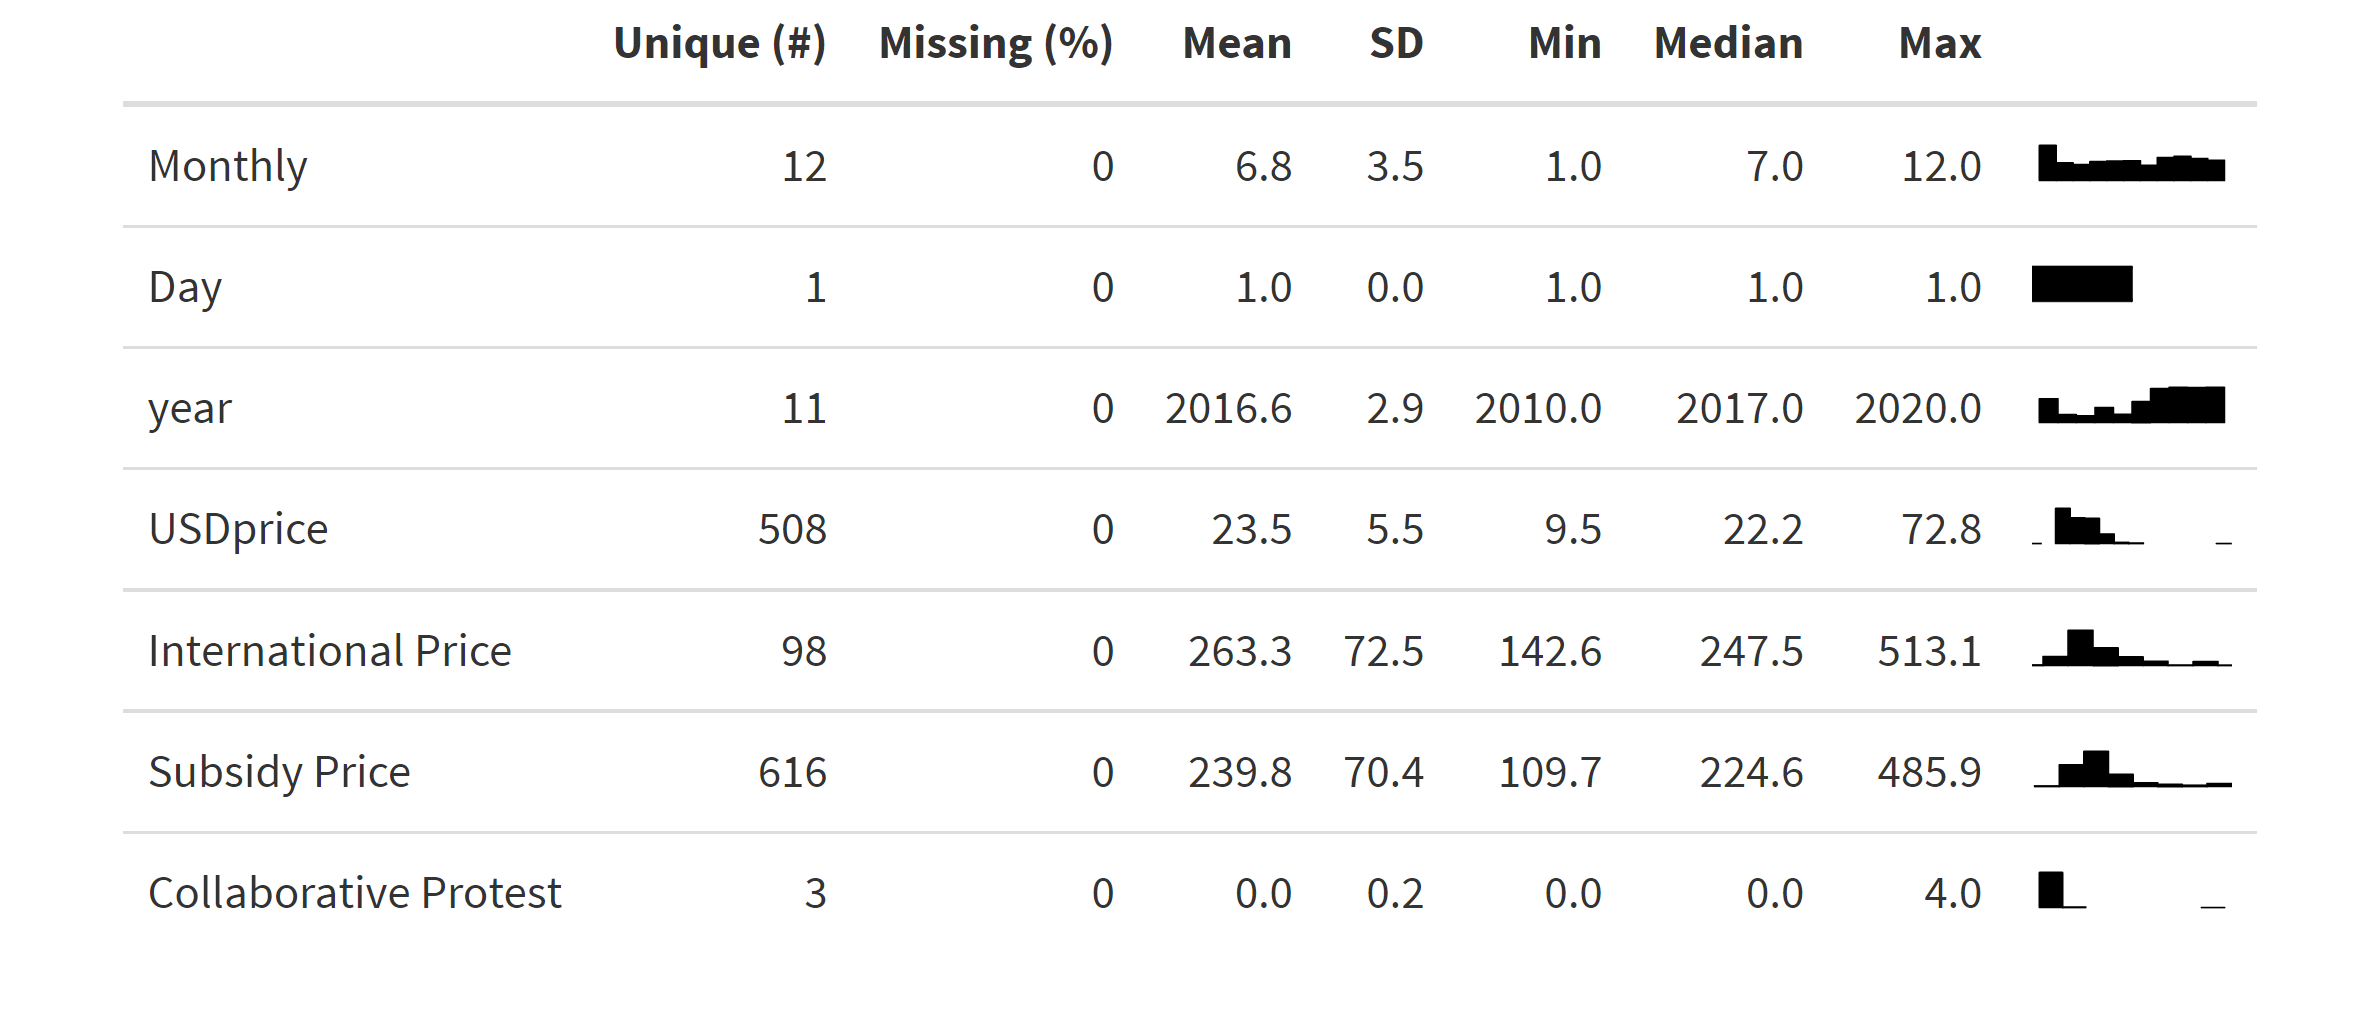 Unique (#) Missing (%) Mean SD Min Median Max
Monthly 12 0 6.8 3.5 1.0 7.0 12.0
Day 1 0 1.0 0.0 1.0 1.0 1.0
year 11 0 2016.6 2.9 2010.0 2017.0 2020.0
USDprice 508 0 23.5 5.5 9.5 22.2 72.8
International Price 98 0 263.3 72.5 142.6 247.5 513.1
Subsidy Price 616 0 239.8 70.4 109.7 224.6 485.9
Collaborative Protest 3 0 0.0 0.2 0.0 0.0 4.0